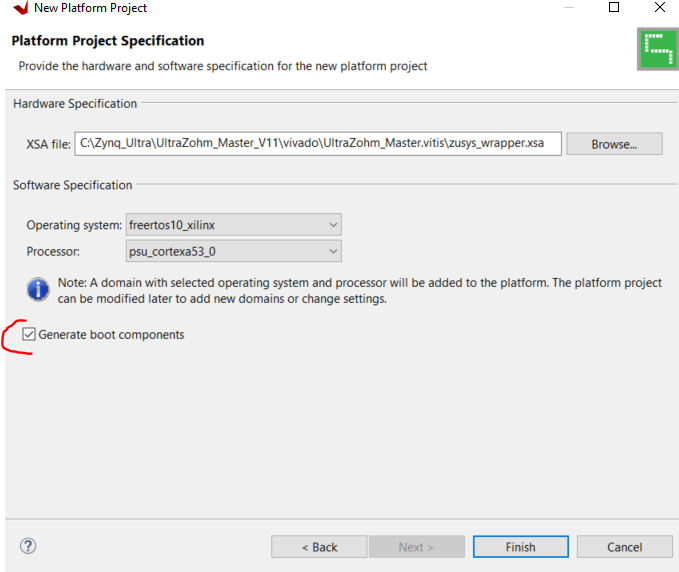 New Platform Project
Platform Project Specification
Provide the hardware and software specification for the new platform project
Hardware Specification
XSA file: C:\Zynq_Ultra\UltraZohm_Master_V11\vivado\UltraZohm_Master.vitis\zusys_wrapper.xsa Browse...
Software Specification
Operating system: freertos10_xilinx
Processor: psu_cortexa53_0
Note: A domain with selected operating system and processor will be added to the platform. The platform project
can be modified later to add new domains or change settings.
Generate boot components
< Back Next > Finish Cancel